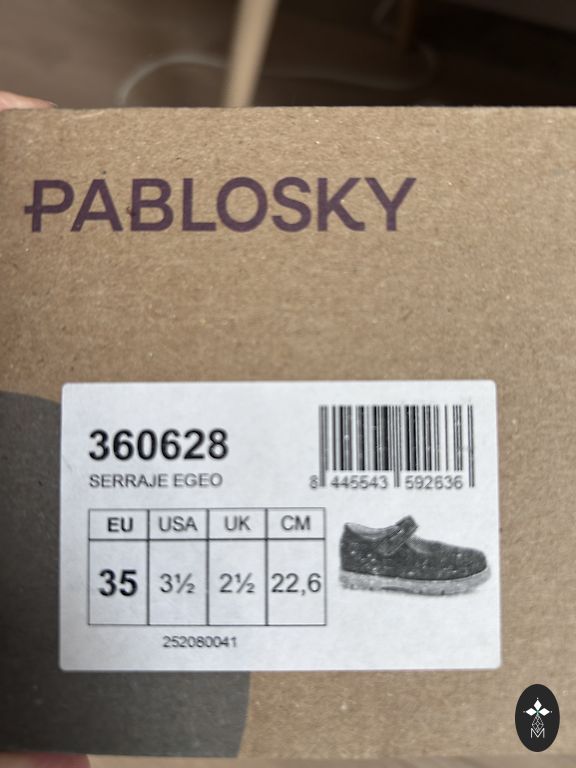 PABLOSKY
360628
SERRAJE EGEO
8 445543 592636
EU USA UK CM
35 3½ 2½ 22,6
252080041
M